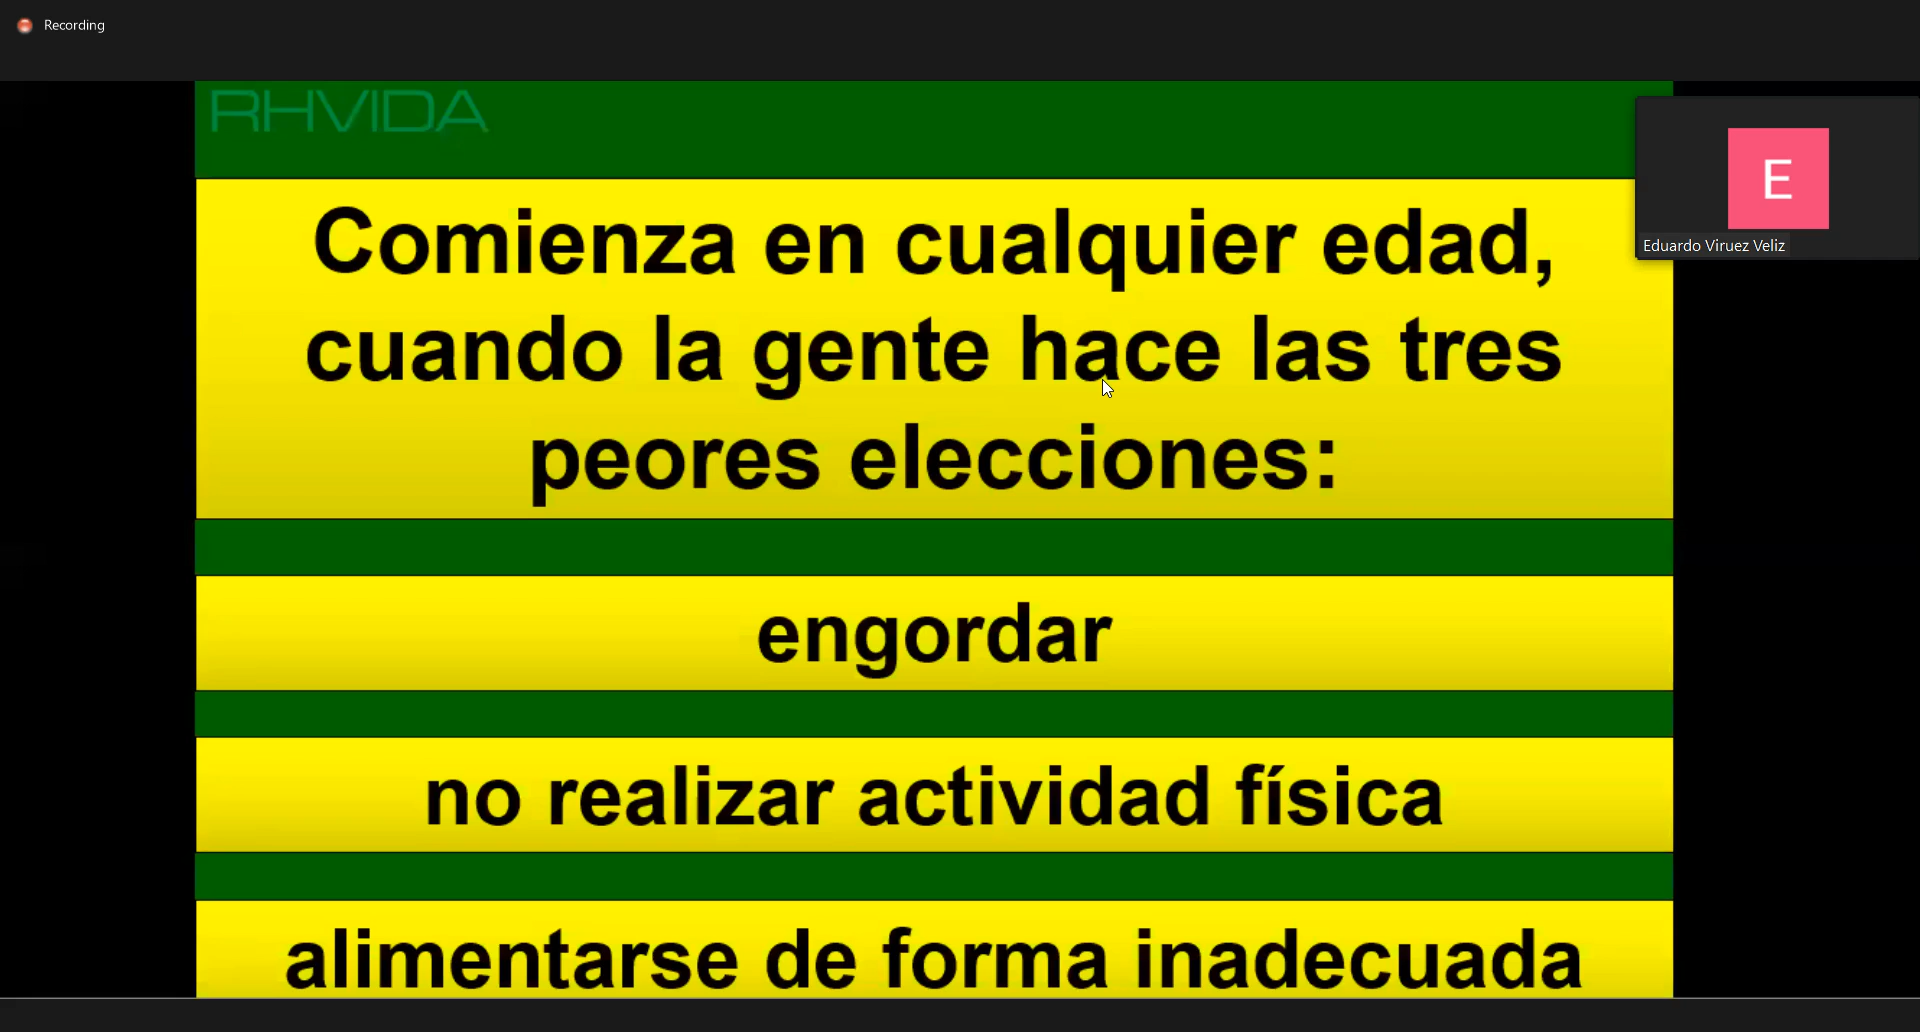 Recording
RHVIDA
Comienza en cualquier edad,
cuando la gente hace las tres
peores elecciones:
engordar
no realizar actividad física
alimentarse de forma inadecuada
E
Eduardo Viruez Veliz